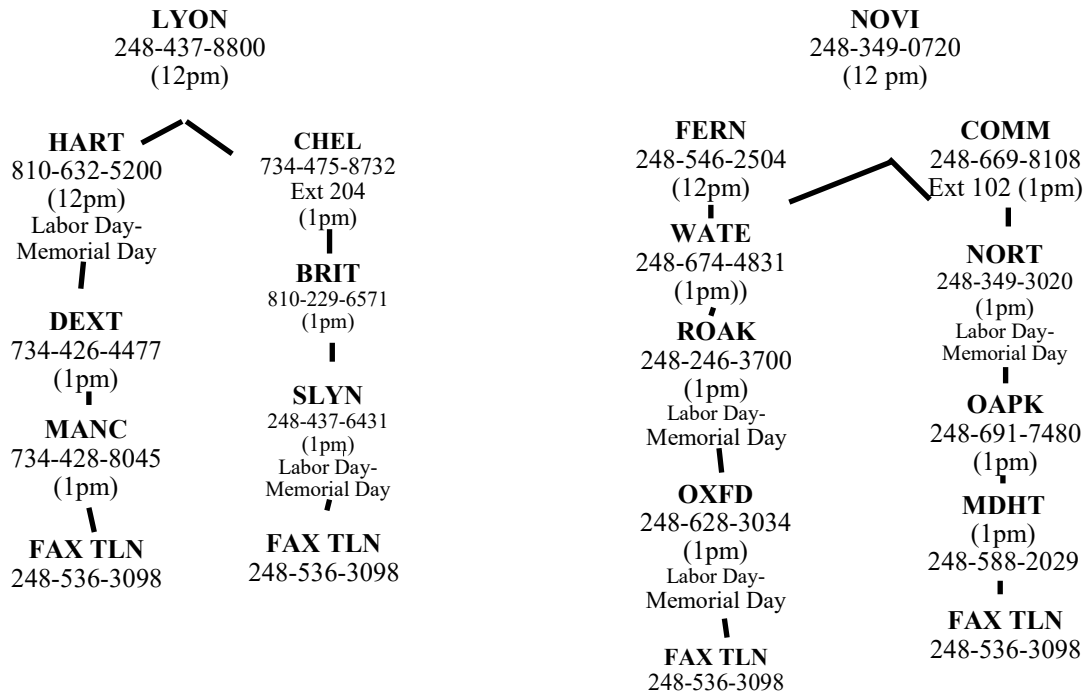 LYON
248-437-8800
(12pm)
HART
810-632-5200
(12pm)
Labor Day-
Memorial Day
DEXT
734-426-4477
(1pm)
MANC
734-428-8045
(1pm)
FAX TLN
248-536-3098
CHEL
734-475-8732
Ext 204
(1pm)
BRIT
810-229-6571
(1pm)
SLYN
248-437-6431
(1pm)
Labor Day-
Memorial Day
FAX TLN
248-536-3098
NOVI
248-349-0720
(12 pm)
FERN
248-546-2504
(12pm)
WATE
248-674-4831
(1pm))
ROAK
248-246-3700
(1pm)
Labor Day-
Memorial Day
OXFD
248-628-3034
(1pm)
Labor Day-
Memorial Day
FAX TLN
248-536-3098
COMM
248-669-8108
Ext 102 (1pm)
NORT
248-349-3020
(1pm)
Labor Day-
Memorial Day
OAPK
248-691-7480
(1pm)
MDHT
(1pm)
248-588-2029
FAX TLN
248-536-3098